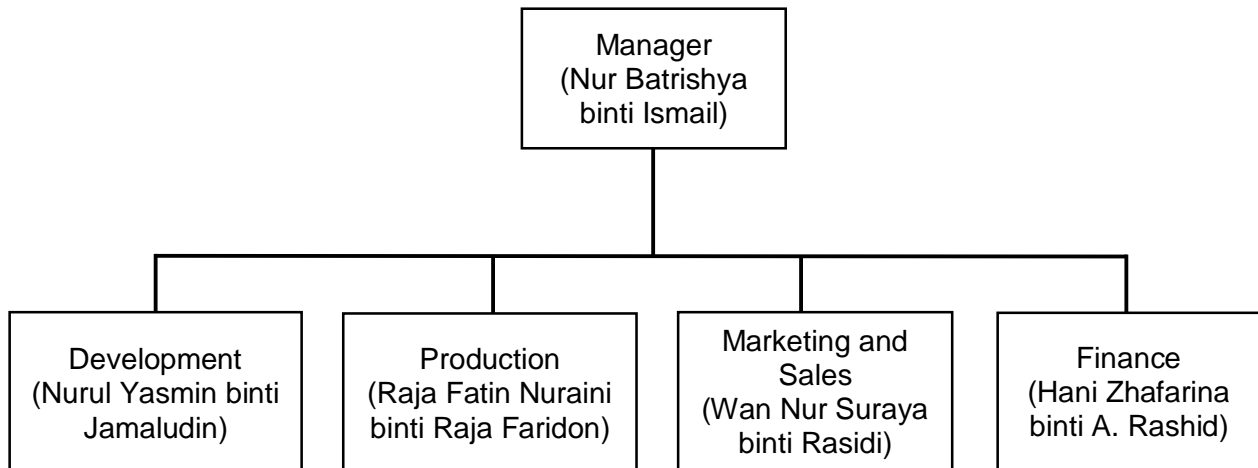 Manager
(Nur Batrishya
binti Ismail)
Development
(Nurul Yasmin binti
Jamaludin)
Production
(Raja Fatin Nuraini
binti Raja Faridon)
Marketing and
Sales
(Wan Nur Suraya
binti Rasidi)
Finance
(Hani Zhafarina
binti A. Rashid)